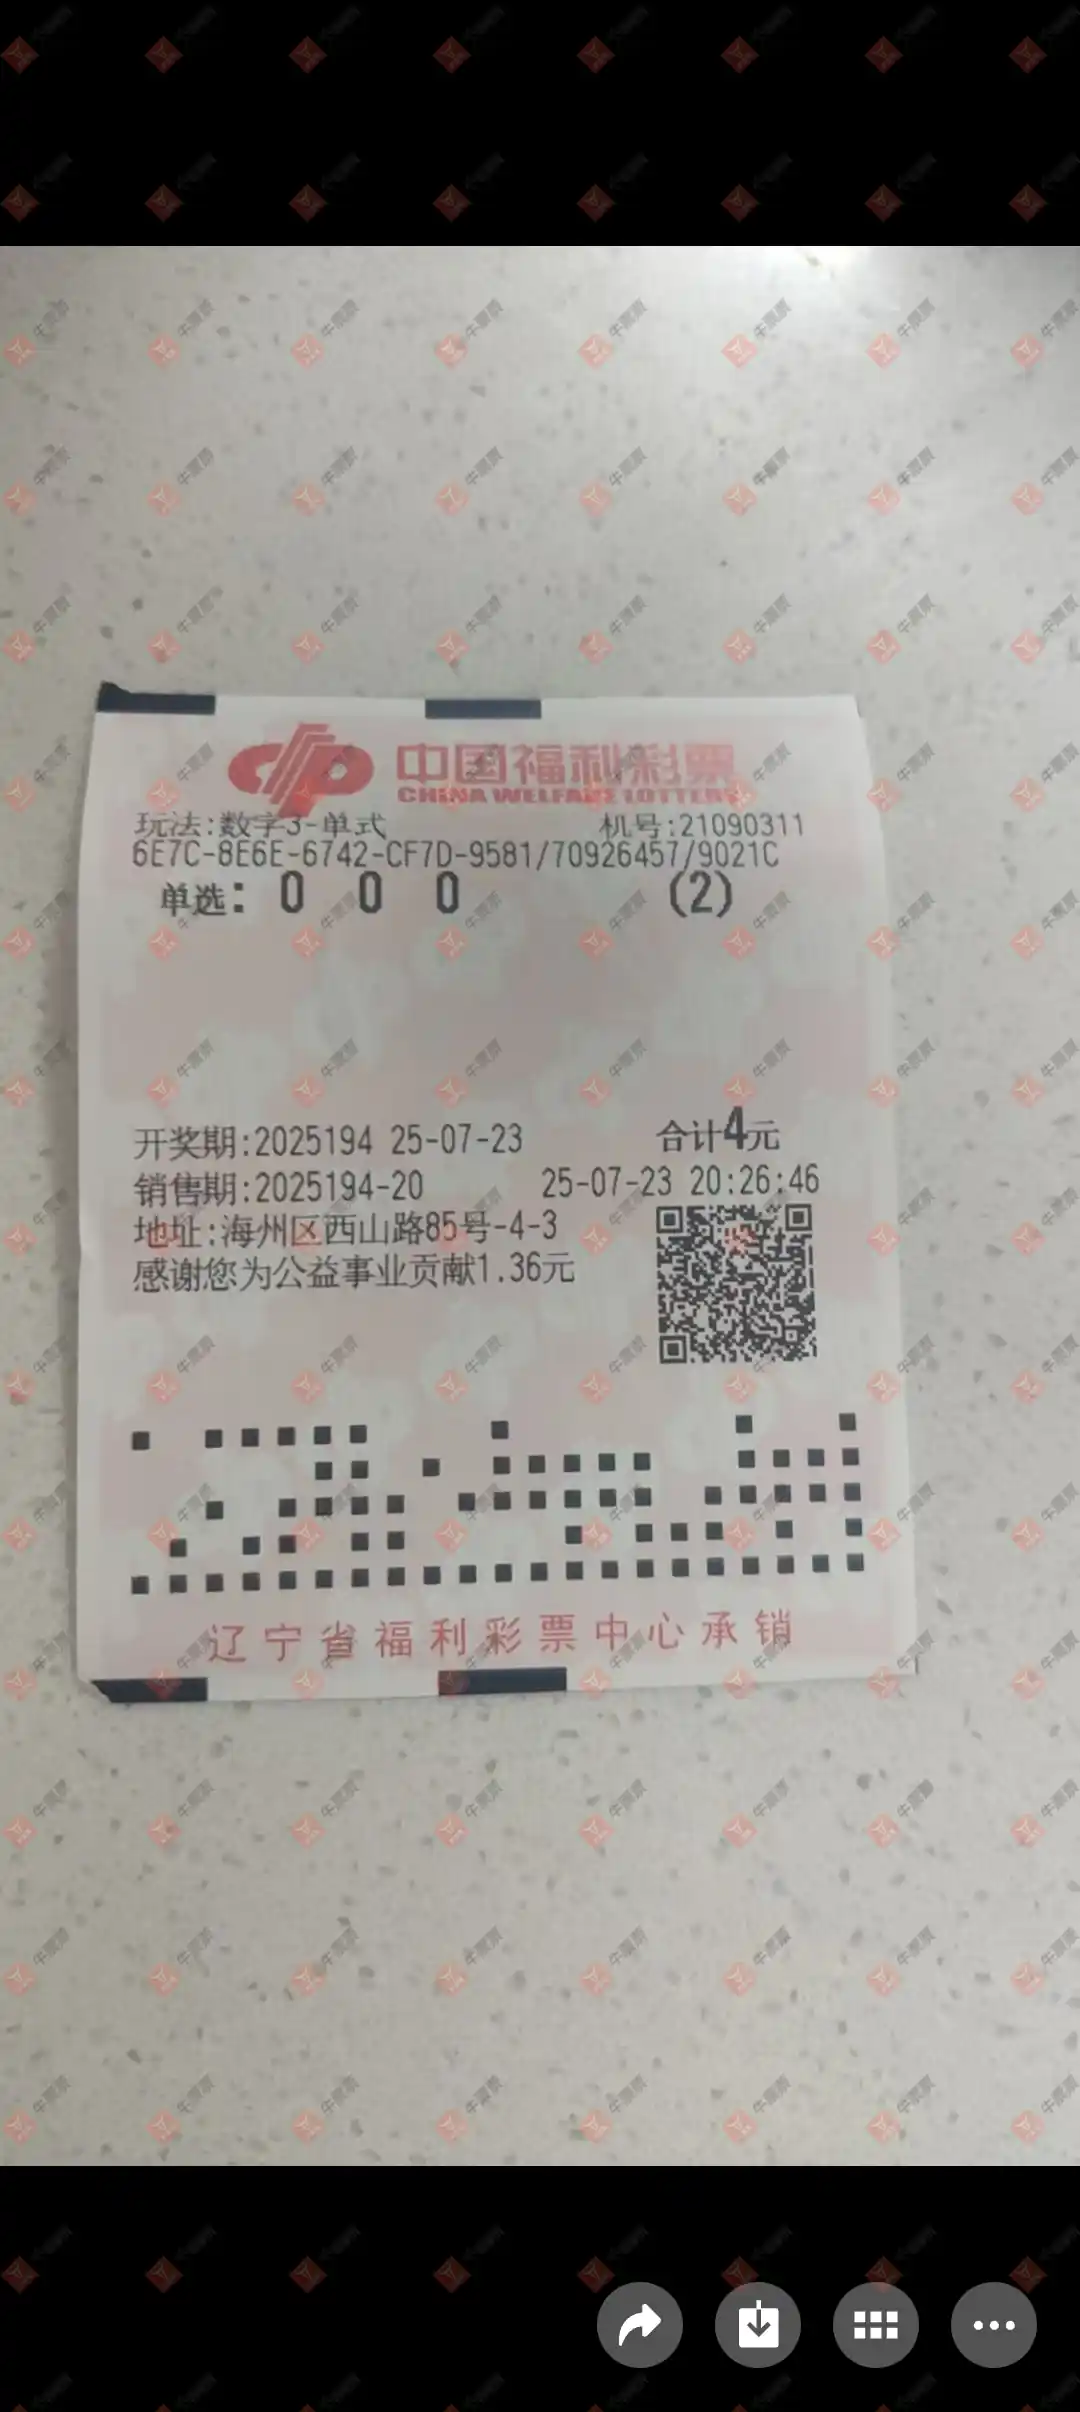 中国福利彩票
CHINA WELFARE LOTTERY
玩法:数字3-单式 机号:21090311
6E7C-8E6E-6742-CF7D-9581/70926457/9021C
单选: 0 0 0 (2)
开奖期:2025194 25-07-23 合计4元
销售期:2025194-20 25-07-23 20:26:46
地址:海州区西山路85号-4-3
感谢您为公益事业贡献1.36元
辽宁省福利彩票中心承销